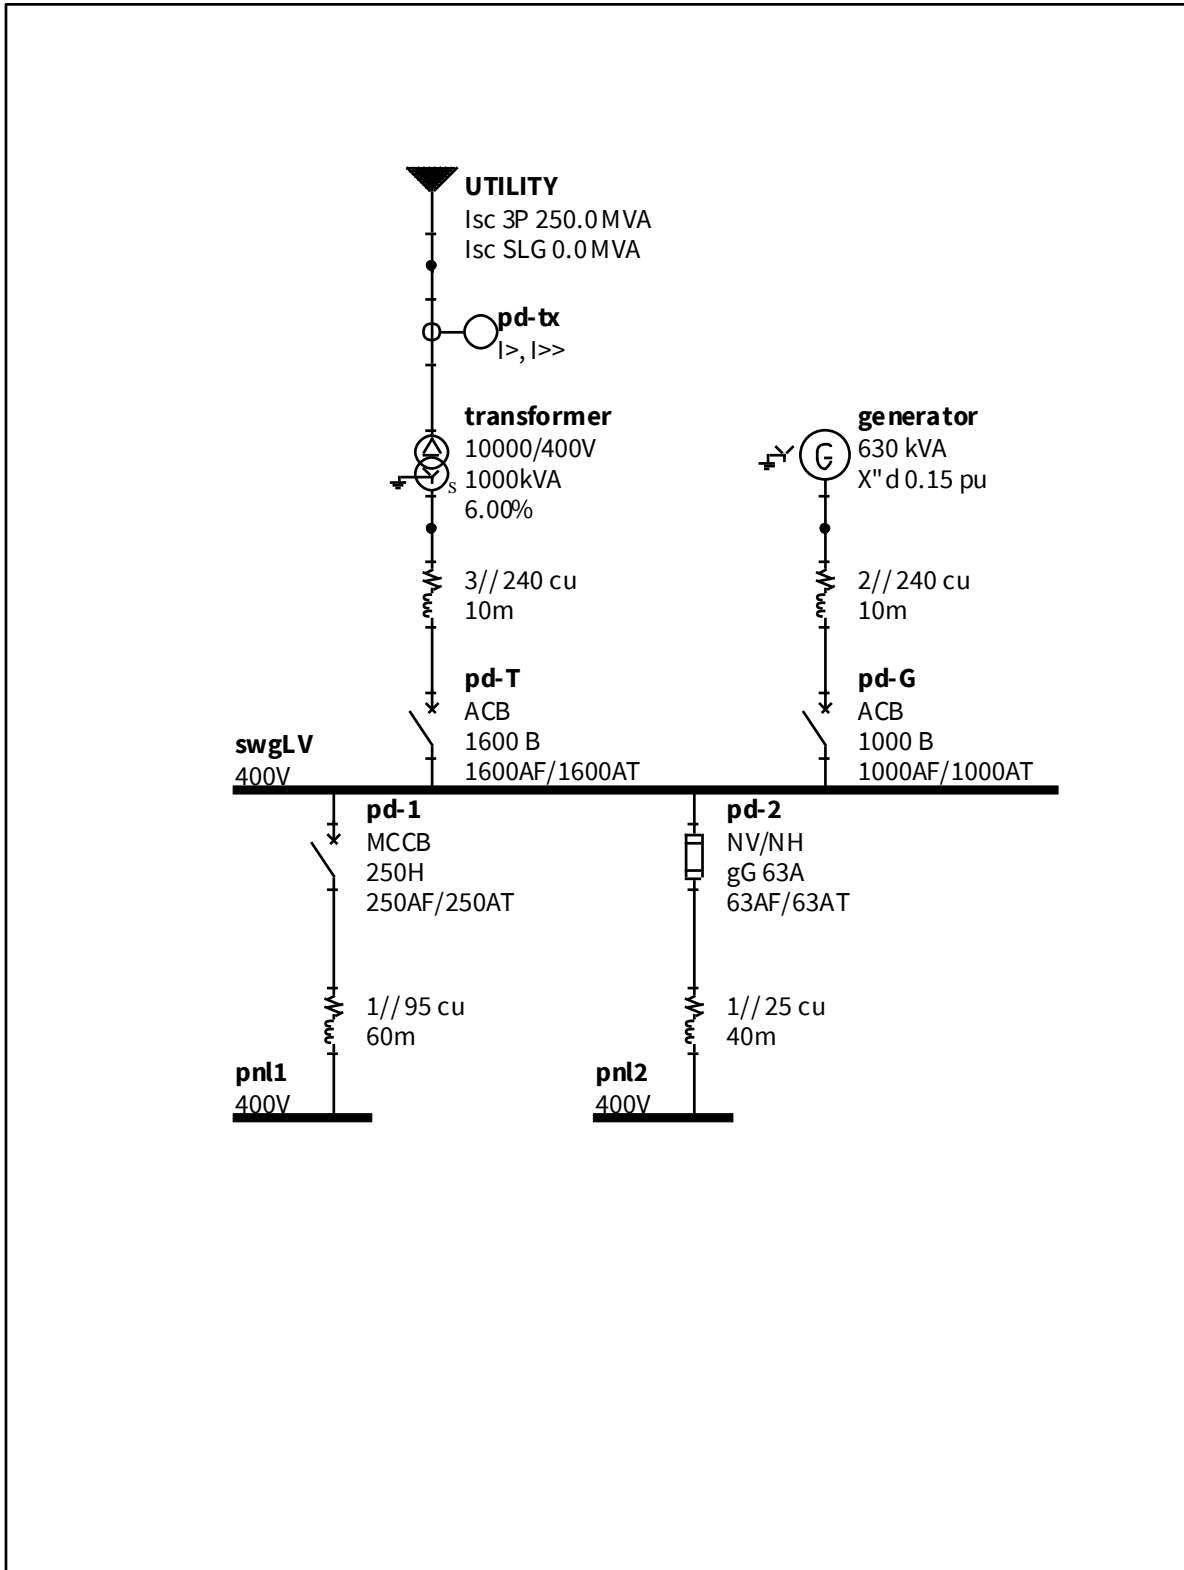 UTILITY
Isc 3P 250.0 MVA
Isc SLG 0.0 MVA
pd-tx
I>, I>>
transformer
10000/400V
1000kVA
6.00%
S
generator
630 kVA
X"d 0.15 pu
G
3// 240 cu
10m
2// 240 cu
10m
pd-T
ACB
1600 B
1600AF/1600AT
pd-G
ACB
1000 B
1000AF/1000AT
swgLV
400V
pd-1
MCCB
250H
250AF/250AT
pd-2
NV/NH
gG 63A
63AF/63AT
1// 95 cu
60m
1// 25 cu
40m
pnl1
400V
pnl2
400V